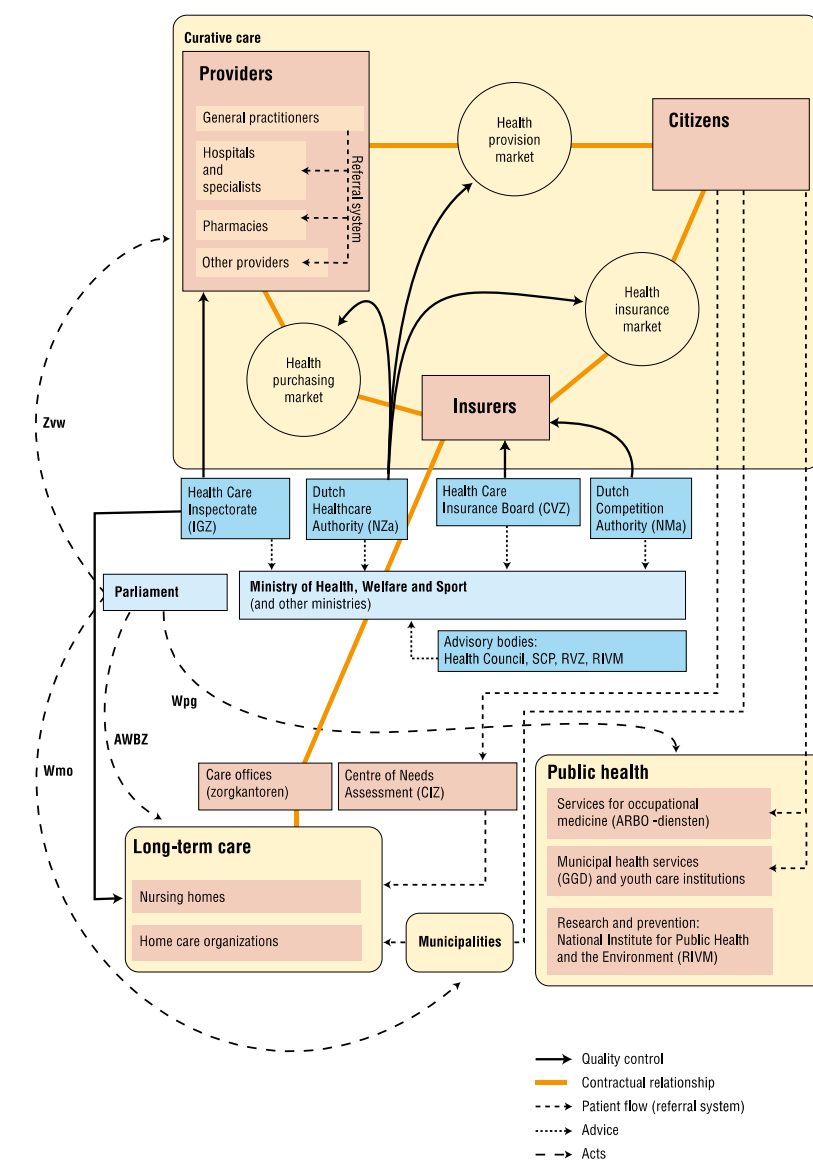 Curative care
Providers
General practitioners
Hospitals
and
specialists
Pharmacies
Other providers
Referral system
Health
provision
market
Citizens
Health
insurance
market
Health
purchasing
market
Insurers
Zvw
Health Care
Inspectorate
(IGZ)
Dutch
Healthcare
Authority (NZa)
Health Care
Insurance Board (CVZ)
Dutch
Competition
Authority (NMa)
Parliament
Ministry of Health, Welfare and Sport
(and other ministries)
Advisory bodies:
Health Council, SCP, RVZ, RIVM
Wpg
AWBZ
Wmo
Care offices
(zorgkantoren)
Centre of Needs
Assessment (CIZ)
Public health
Services for occupational
medicine (ARBO -diensten)
Municipal health services
(GGD) and youth care institutions
Research and prevention:
National Institute for Public Health
and the Environment (RIVM)
Long-term care
Nursing homes
Home care organizations
Municipalities
Quality control
Contractual relationship
Patient flow (referral system)
Advice
Acts